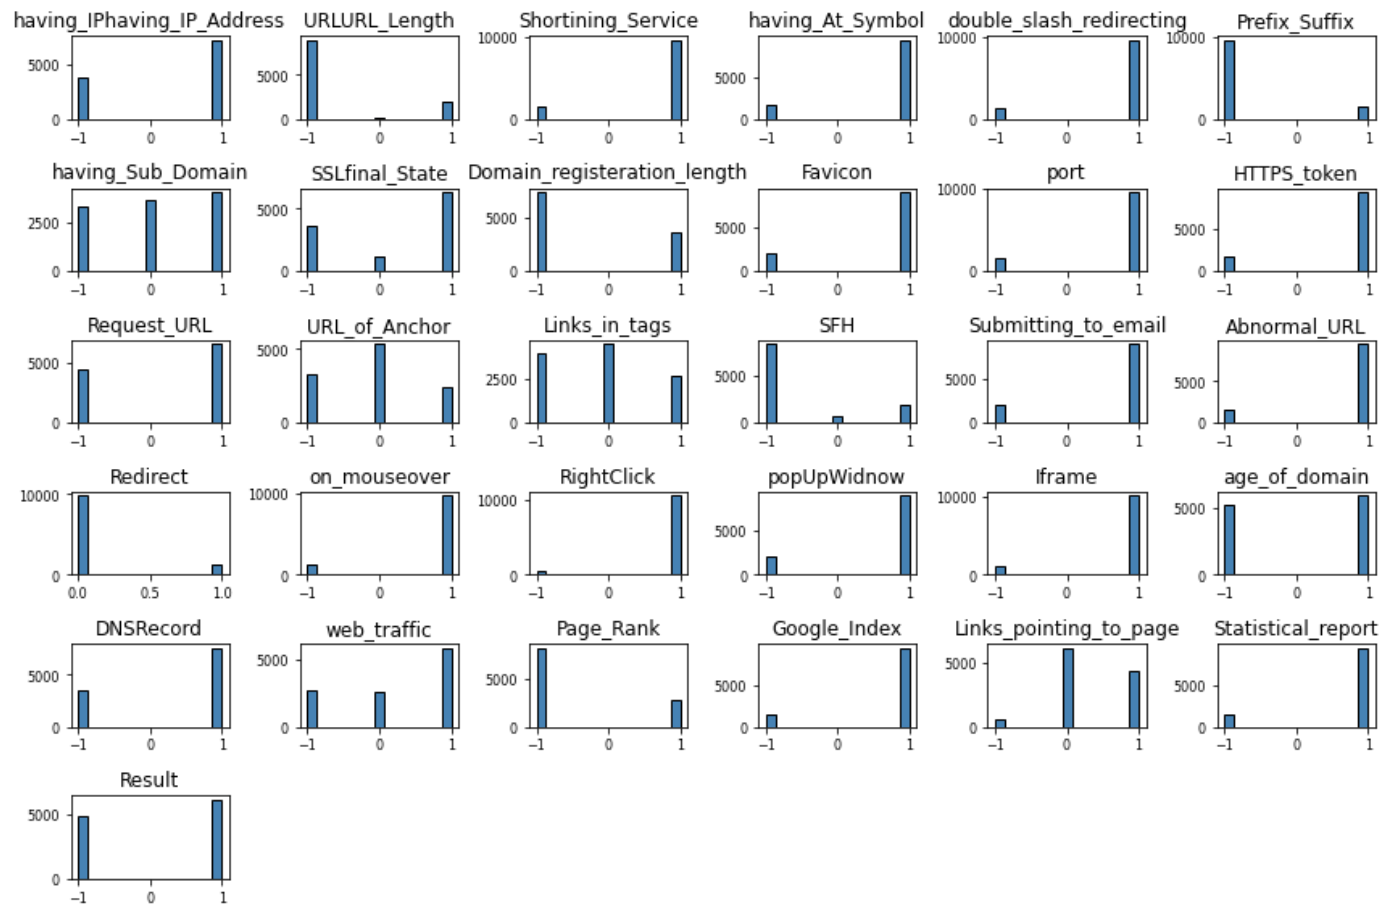 having_IPhaving_IP_Address URLURL_Length Shortining_Service having_At_Symbol double_slash_redirecting Prefix_Suffix
5000 0 −1 0 1
5000 0 −1 0 1
10000 0 −1 0 1
5000 0 −1 0 1
10000 0 −1 0 1
10000 0 −1 0 1
having_Sub_Domain SSLfinal_State Domain_registeration_length Favicon port HTTPS_token
2500 0 −1 0 1
5000 0 −1 0 1
5000 0 −1 0 1
5000 0 −1 0 1
10000 0 −1 0 1
5000 0 −1 0 1
Request_URL URL_of_Anchor Links_in_tags SFH Submitting_to_email Abnormal_URL
5000 0 −1 0 1
5000 0 −1 0 1
2500 0 −1 0 1
5000 0 −1 0 1
5000 0 −1 0 1
5000 0 −1 0 1
Redirect on_mouseover RightClick popUpWidnow Iframe age_of_domain
10000 0 0.0 0.5 1.0
10000 0 −1 0 1
10000 0 −1 0 1
5000 0 −1 0 1
10000 0 −1 0 1
5000 0 −1 0 1
DNSRecord web_traffic Page_Rank Google_Index Links_pointing_to_page Statistical_report
5000 0 −1 0 1
5000 0 −1 0 1
5000 0 −1 0 1
5000 0 −1 0 1
5000 0 −1 0 1
5000 0 −1 0 1
Result
5000 0 −1 0 1